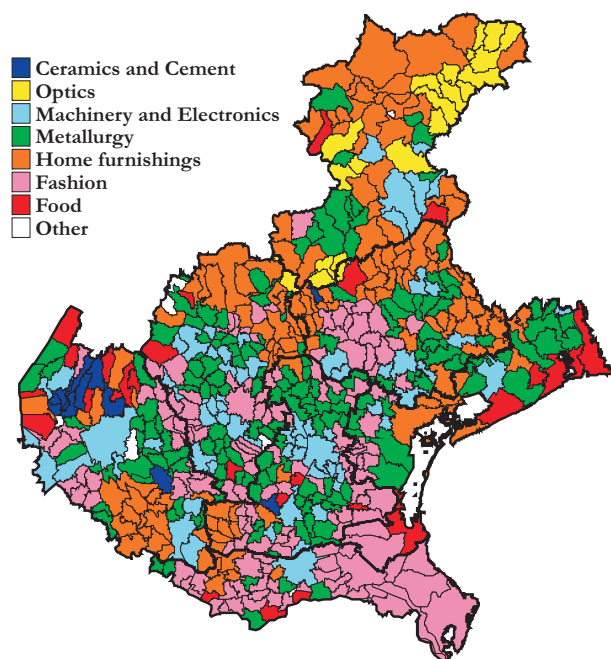 Ceramics and Cement
Optics
Machinery and Electronics
Metallurgy
Home furnishings
Fashion
Food
Other